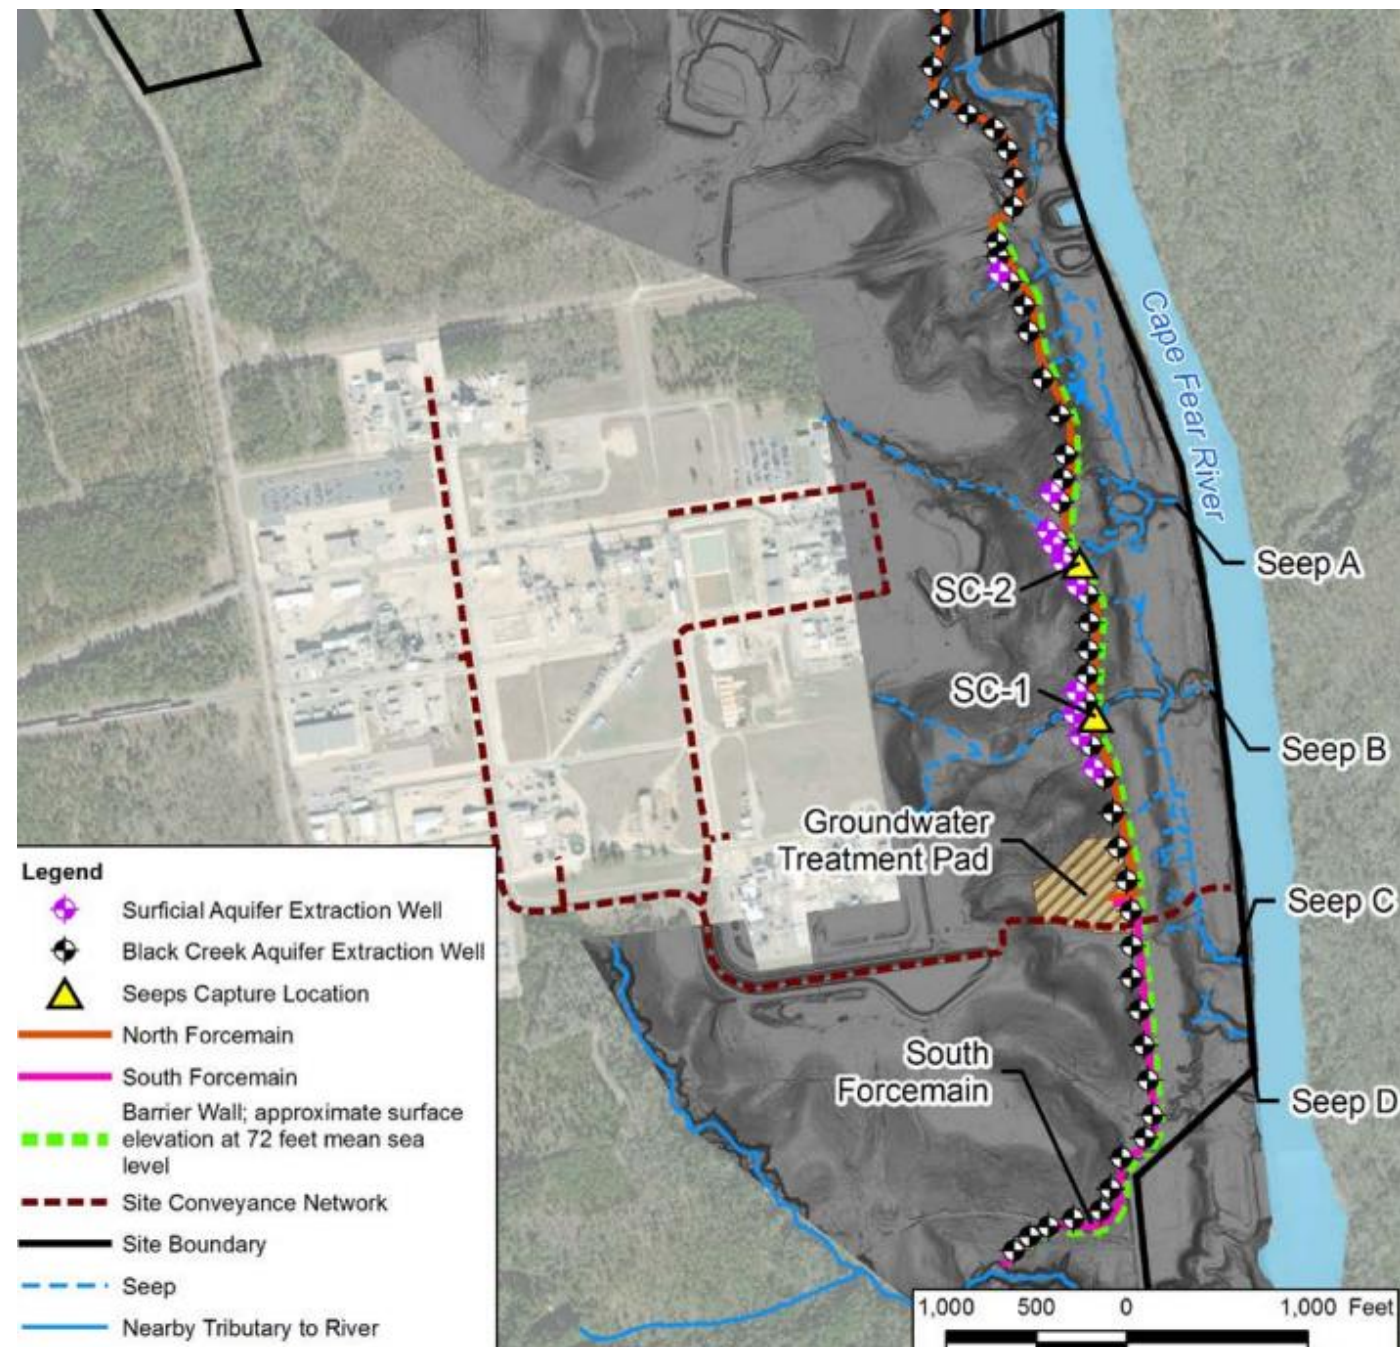 Cape Fear River
Seep A
SC-2
SC-1
Seep B
Groundwater
Treatment Pad
Seep C
South
Forcemain
Seep D
Legend
Surficial Aquifer Extraction Well
Black Creek Aquifer Extraction Well
Seeps Capture Location
North Forcemain
South Forcemain
Barrier Wall; approximate surface
elevation at 72 feet mean sea
level
Site Conveyance Network
Site Boundary
Seep
Nearby Tributary to River
1,000 500 0 1,000 Feet